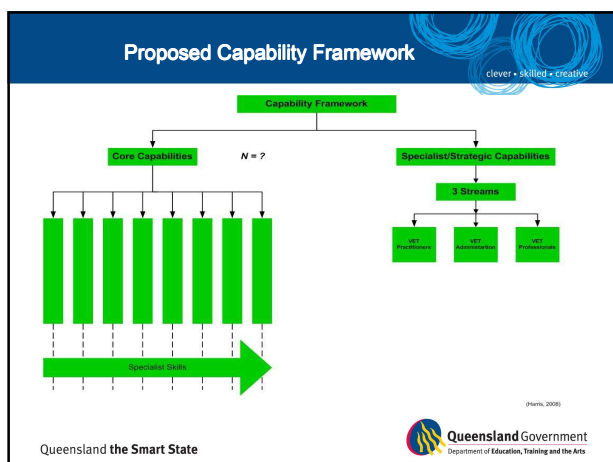 Proposed Capability Framework
clever • skilled • creative
Capability Framework
Core Capabilities
N = ?
Specialist/Strategic Capabilities
3 Streams
VET
Practitioners
VET
Administartion
VET
Professionals
Specialist Skills
(Harris, 2008)
Queensland the Smart State
Queensland Government
Department of Education, Training and the Arts